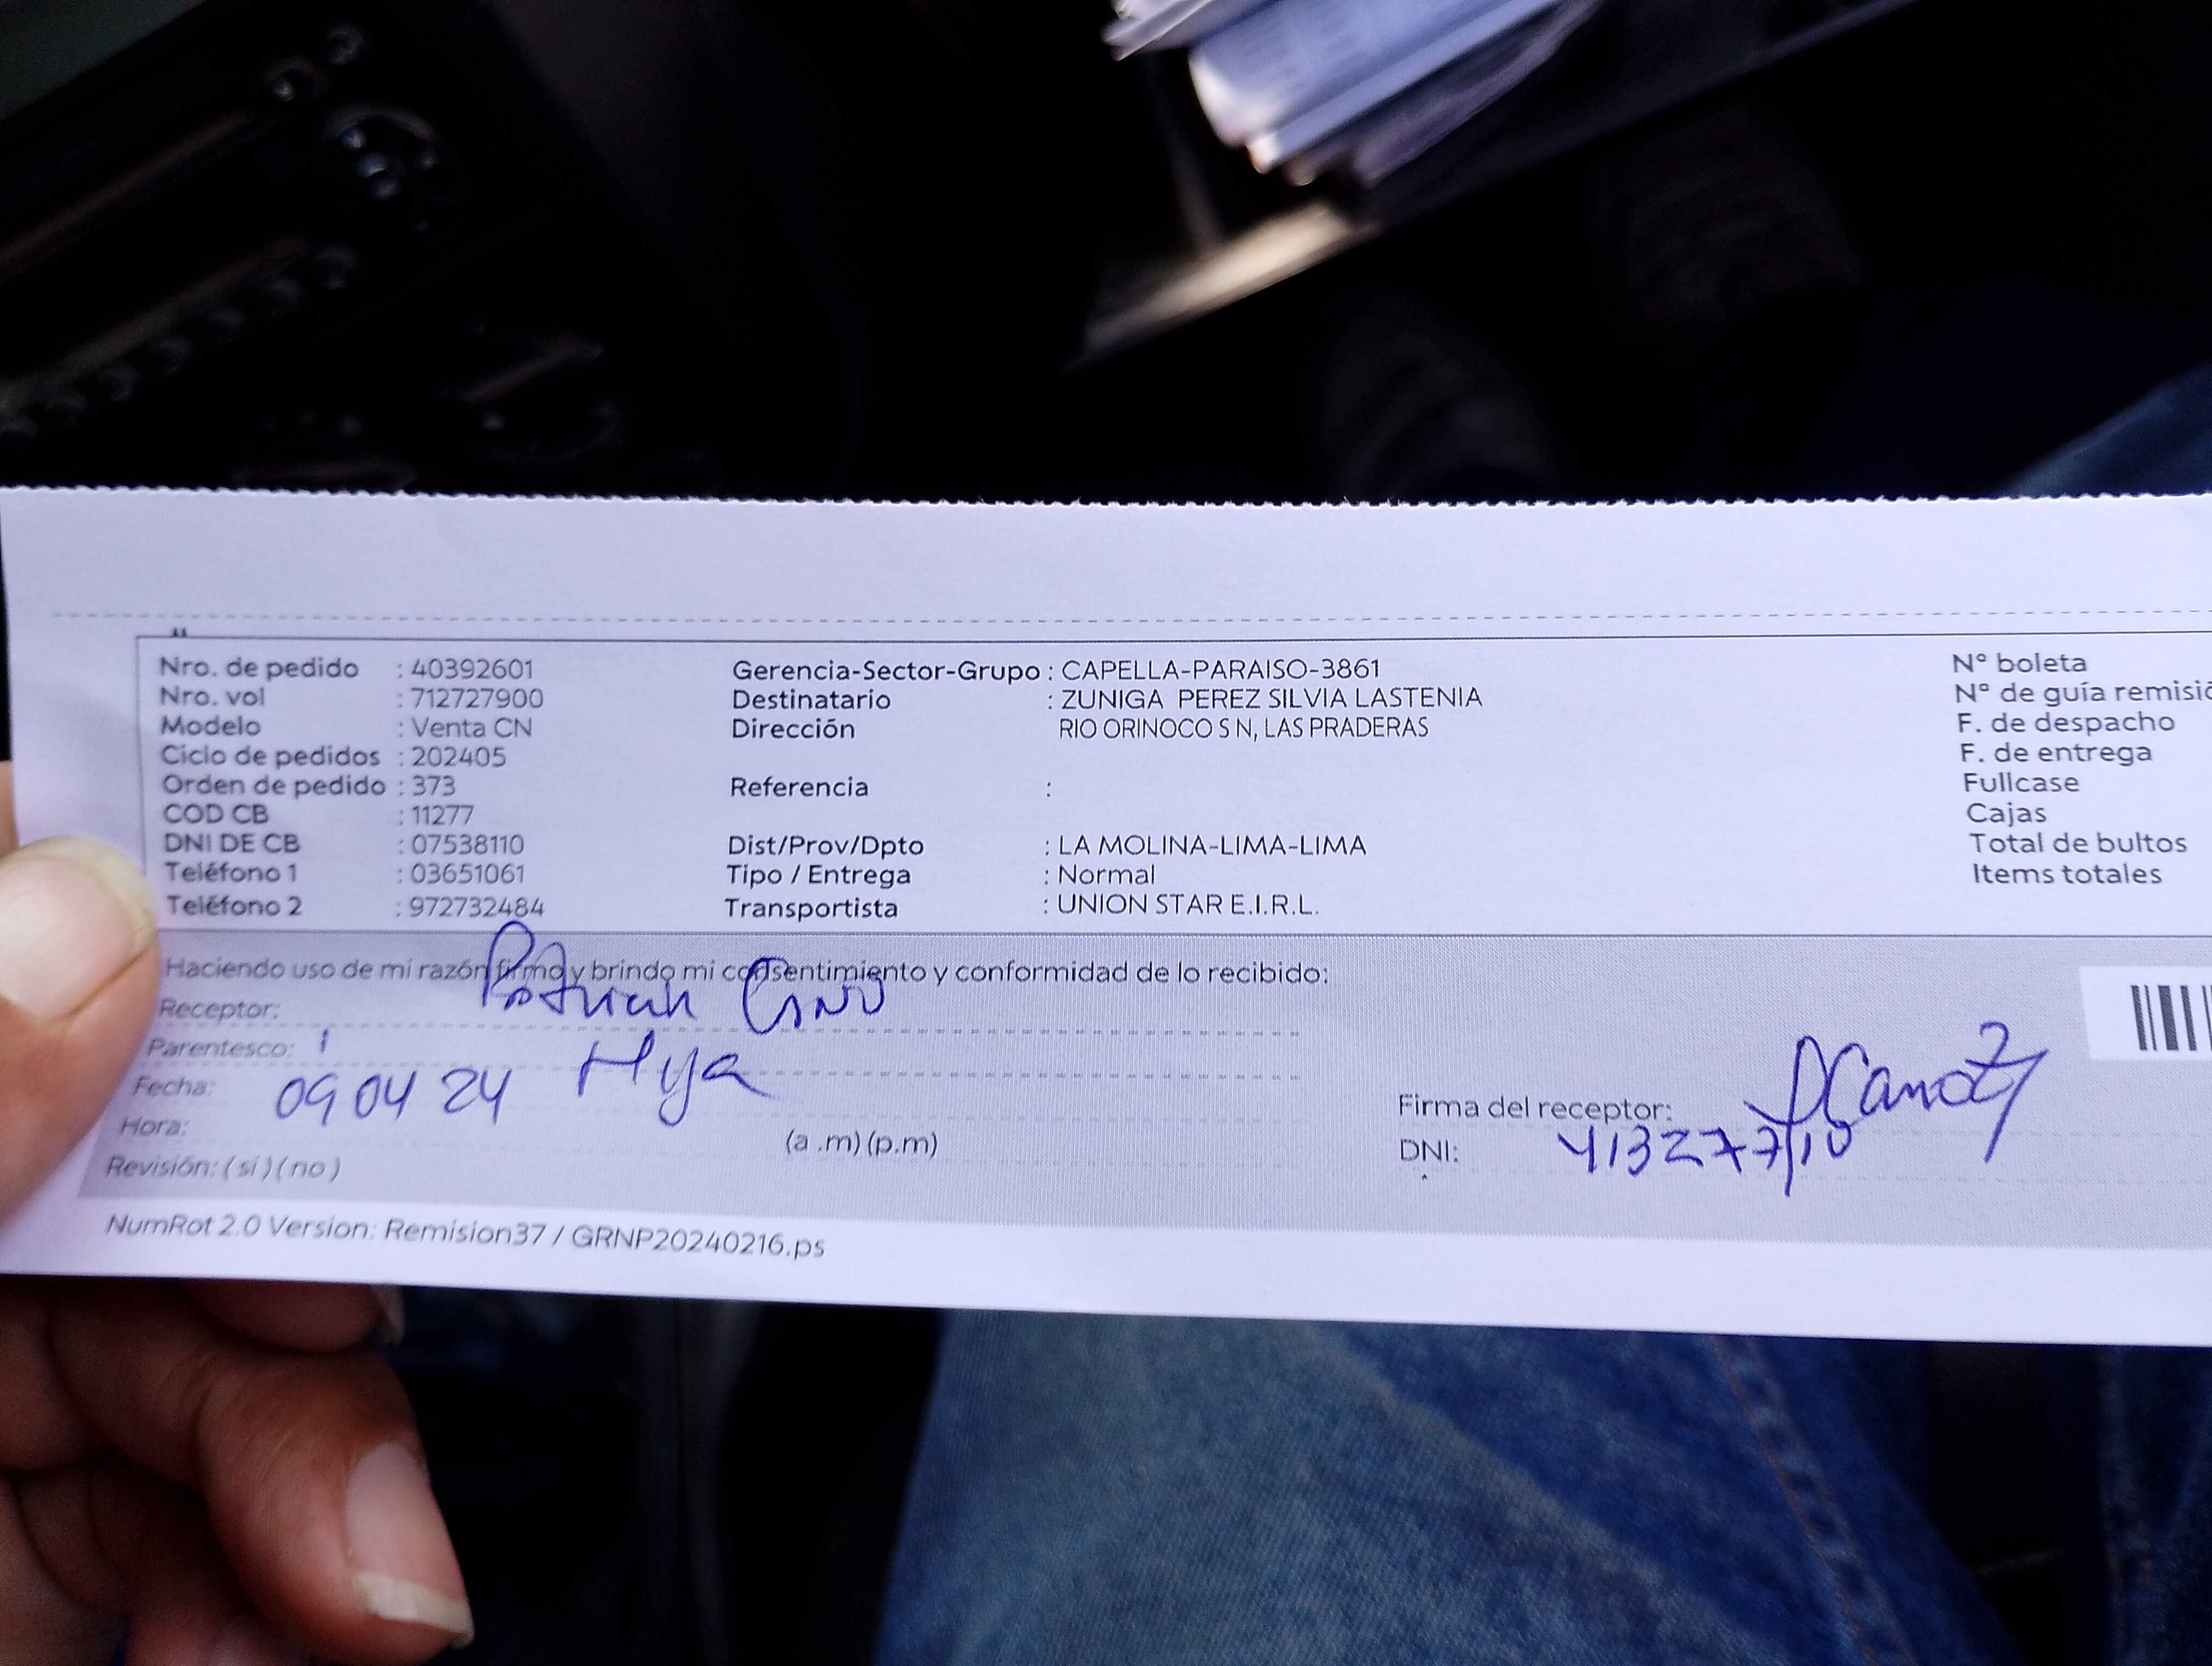 Nro. de pedido : 40392601
Nro. vol : 712727900
Modelo : Venta CN
Ciclo de pedidos : 202405
Orden de pedido : 373
COD CB : 11277
DNI DE CB : 07538110
Teléfono 1 : 03651061
Teléfono 2 : 972732484
Gerencia-Sector-Grupo : CAPELLA-PARAISO-3861
Destinatario : ZUNIGA PEREZ SILVIA LASTENIA
Dirección RIO ORINOCO S N, LAS PRADERAS
Referencia :
Dist/Prov/Dpto : LA MOLINA-LIMA-LIMA
Tipo / Entrega : Normal
Transportista : UNION STAR E.I.R.L.
N° boleta
N° de guía remisió
F. de despacho
F. de entrega
Fullcase
Cajas
Total de bultos
Items totales
Haciendo uso de mi razón firmo y brindo mi consentimiento y conformidad de lo recibido:
Receptor:
Parentesco: Hija
Fecha: 09 04 24
Hora: (a .m) (p.m)
Revisión: ( si ) ( no )
Firma del receptor:
DNI:
NumRot 2.0 Version: Remision37 / GRNP20240216.ps